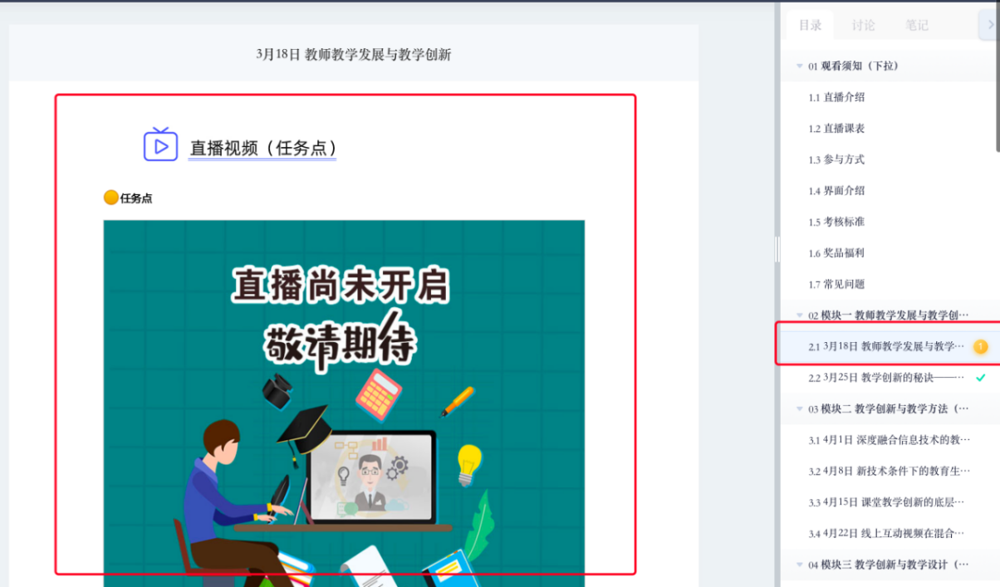 3月18日 教师教学发展与教学创新
直播视频（任务点）
任务点
直播尚未开启
敬请期待
目录
讨论
笔记
01 观看须知（下拉）
1.1 直播介绍
1.2 直播课表
1.3 参与方式
1.4 界面介绍
1.5 考核标准
1.6 奖品福利
1.7 常见问题
02 模块一 教师教学发展与教学创…
2.1 3月18日 教师教学发展与教学… 1
2.2 3月25日 教学创新的秘诀——…
03 模块二 教学创新与教学方法（…
3.1 4月1日 深度融合信息技术的教…
3.2 4月8日 新技术条件下的教育生…
3.3 4月15日 课堂教学创新的底层…
3.4 4月22日 线上互动视频在混合…
04 模块三 教学创新与教学设计（…